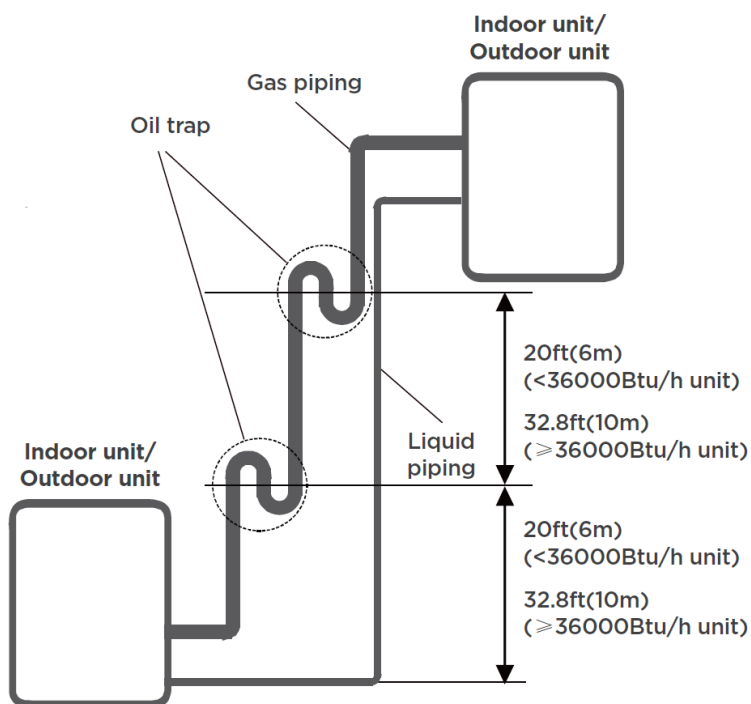 Indoor unit/
Outdoor unit
Gas piping
Oil trap
20ft(6m)
(<36000Btu/h unit)
32.8ft(10m)
(⩾36000Btu/h unit)
Liquid
piping
Indoor unit/
Outdoor unit
20ft(6m)
(<36000Btu/h unit)
32.8ft(10m)
(⩾36000Btu/h unit)